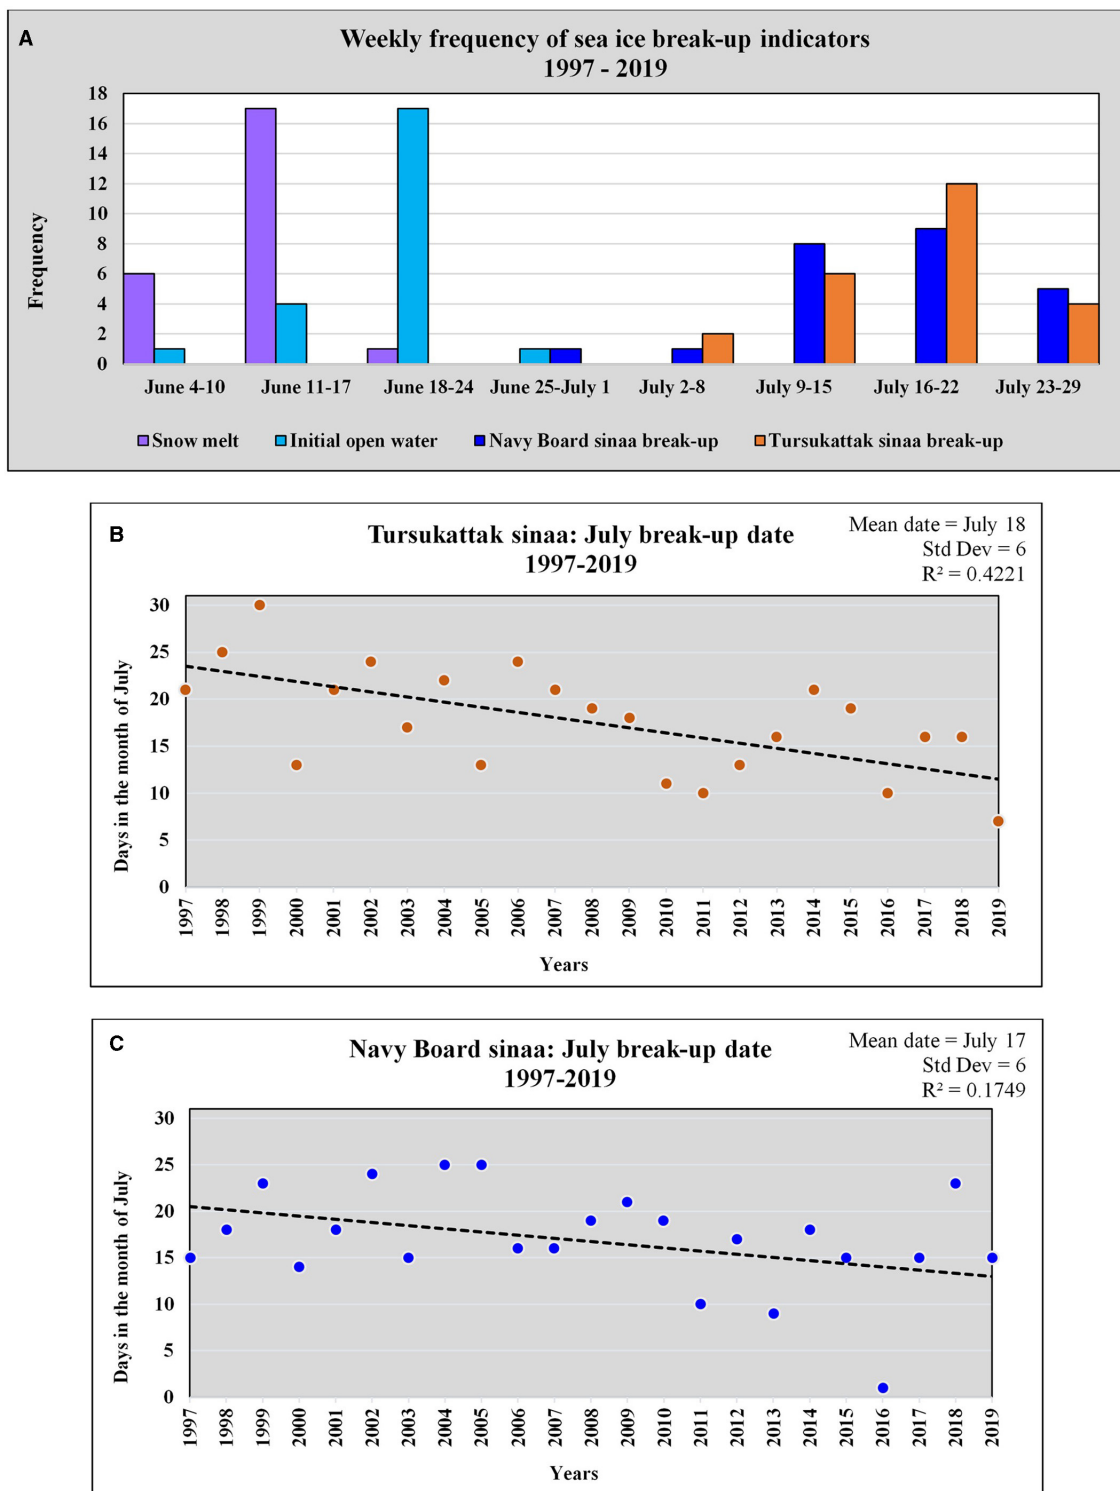 A
Weekly frequency of sea ice break-up indicators
1997 - 2019
Frequency
18
16
14
12
10
8
6
4
2
0
June 4-10 June 11-17 June 18-24 June 25-July 1 July 2-8 July 9-15 July 16-22 July 23-29
Snow melt Initial open water Navy Board sinaa break-up Tursukattak sinaa break-up
B
Tursukattak sinaa: July break-up date
1997-2019
Mean date = July 18
Std Dev = 6
R² = 0.4221
Days in the month of July
30
25
20
15
10
5
0
1997 1998 1999 2000 2001 2002 2003 2004 2005 2006 2007 2008 2009 2010 2011 2012 2013 2014 2015 2016 2017 2018 2019
Years
C
Navy Board sinaa: July break-up date
1997-2019
Mean date = July 17
Std Dev = 6
R² = 0.1749
Days in the month of July
30
25
20
15
10
5
0
1997 1998 1999 2000 2001 2002 2003 2004 2005 2006 2007 2008 2009 2010 2011 2012 2013 2014 2015 2016 2017 2018 2019
Years